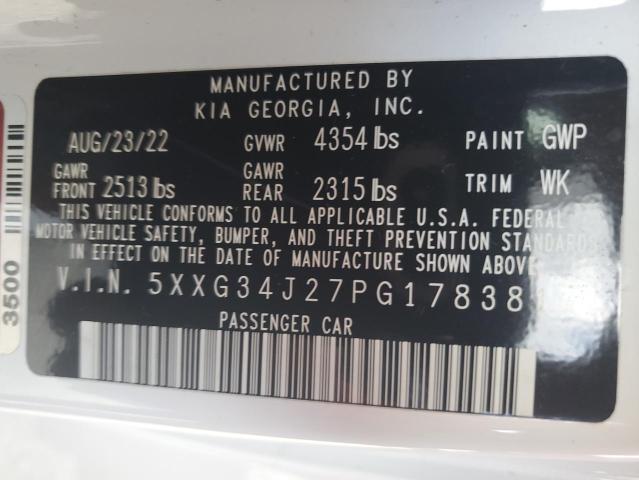 MANUFACTURED BY
KIA GEORGIA, INC.
AUG/23/22 GVWR 4354 lbs PAINT GWP
GAWR FRONT 2513 lbs GAWR REAR 2315 lbs TRIM WK
THIS VEHICLE CONFORMS TO ALL APPLICABLE U.S.A. FEDERAL
MOTOR VEHICLE SAFETY, BUMPER, AND THEFT PREVENTION STANDARDS
IN EFFECT ON THE DATE OF MANUFACTURE SHOWN ABOVE.
V.I.N.
PASSENGER CAR
3500